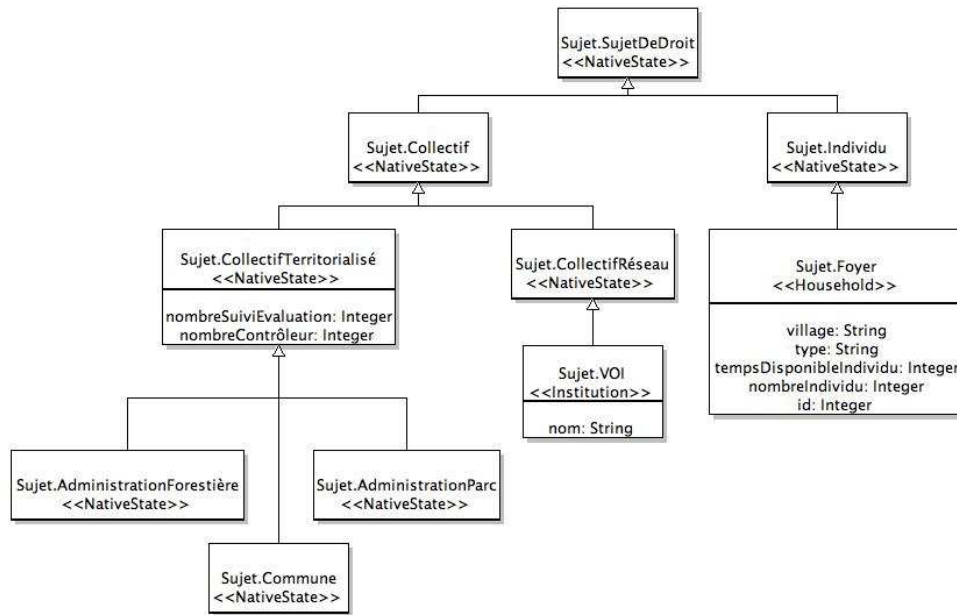 Sujet.SujetDeDroit
<<NativeState>>
Sujet.Collectif
<<NativeState>>
Sujet.Individu
<<NativeState>>
Sujet.CollectifTerritorialisé
<<NativeState>>
nombreSuiviEvaluation: Integer
nombreContrôleur: Integer
Sujet.CollectifRéseau
<<NativeState>>
Sujet.Foyer
<<Household>>
village: String
type: String
tempsDisponibleIndividu: Integer
nombreIndividu: Integer
id: Integer
Sujet.VOI
<<Institution>>
nom: String
Sujet.AdministrationForestière
<<NativeState>>
Sujet.AdministrationParc
<<NativeState>>
Sujet.Commune
<<NativeState>>